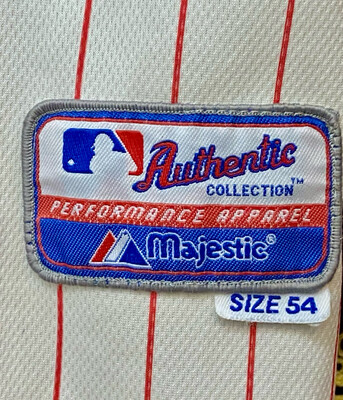 Authentic
COLLECTION™
PERFORMANCE APPAREL
Majestic®
SIZE 54